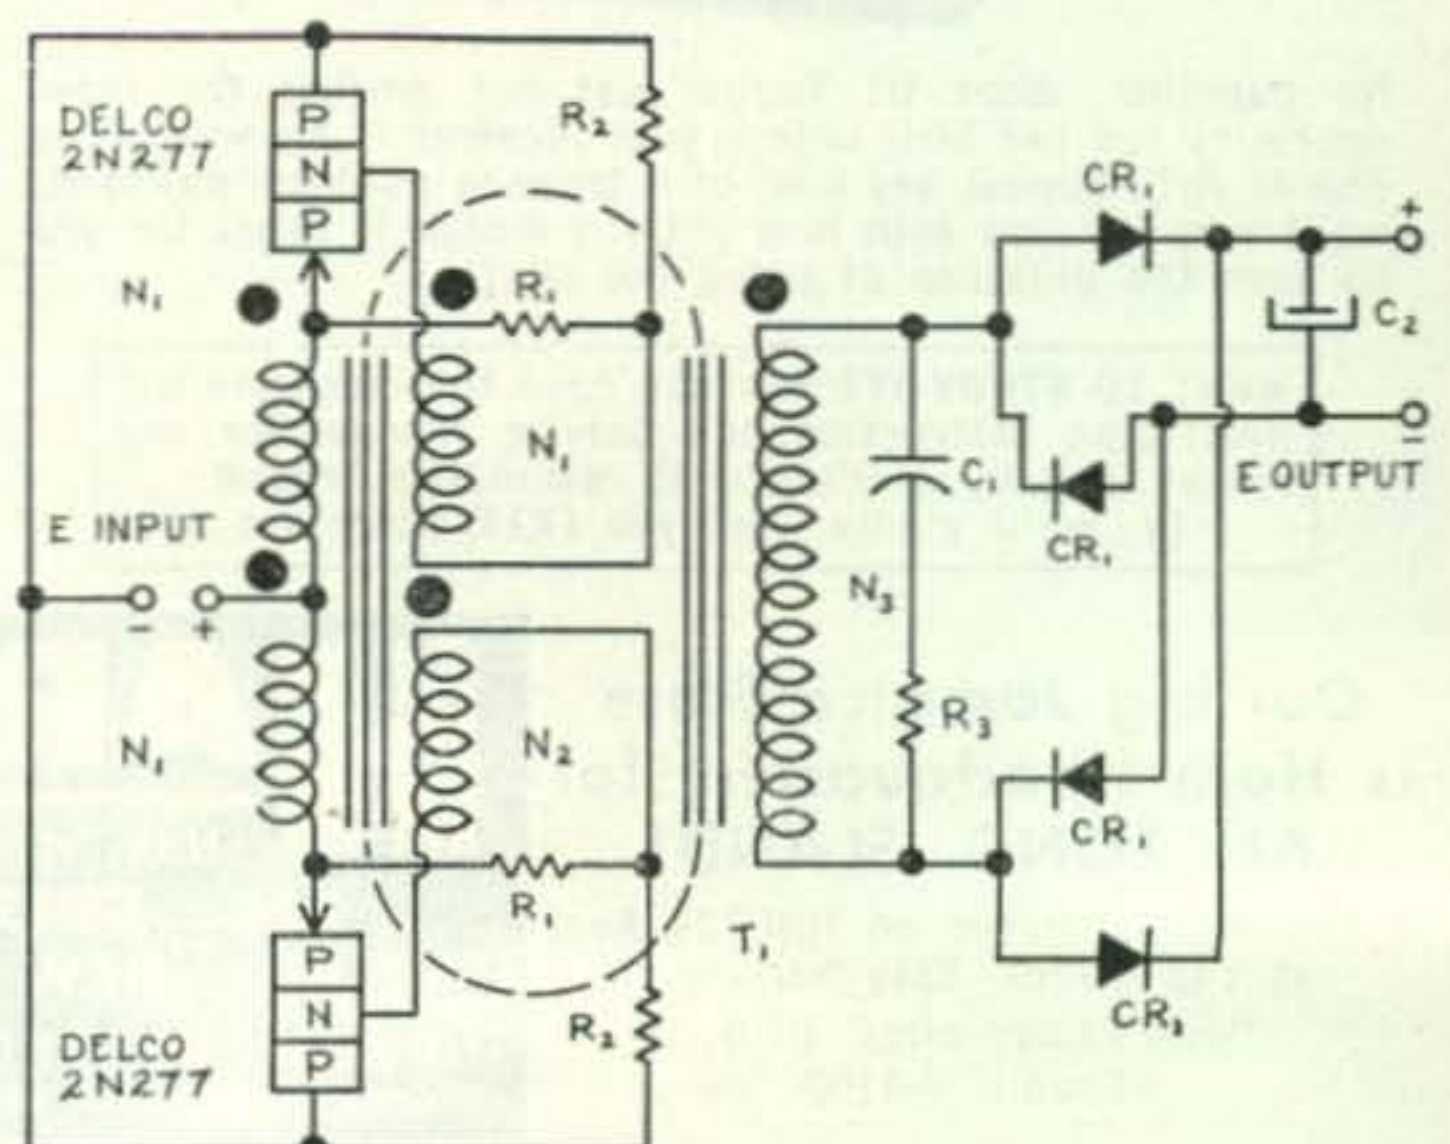 DELCO
2N277
P
N
P
R₂
N₁
R₁
N₁
E INPUT
-
+
N₁
N₂
R₁
P
N
P
DELCO
2N277
R₂
T₁
N₃
C₁
R₃
CR₁
+
C₂
-
E OUTPUT
CR₁
CR₁
CR₁